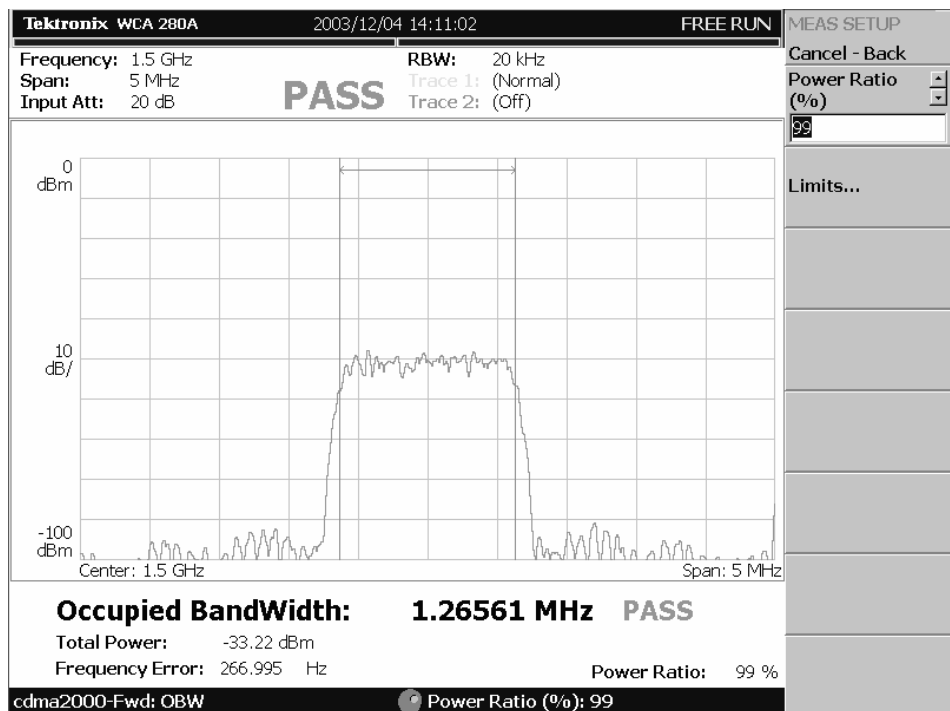 Tektronix WCA 280A 2003/12/04 14:11:02 FREE RUN
MEAS SETUP
Cancel - Back
Frequency: 1.5 GHz RBW: 20 kHz
Span: 5 MHz PASS Trace 1: (Normal)
Input Att: 20 dB Trace 2: (Off)
Power Ratio
(%)
99
Limits...
0
dBm
10
dB/
-100
dBm
Center: 1.5 GHz Span: 5 MHz
Occupied BandWidth: 1.26561 MHz PASS
Total Power: -33.22 dBm
Frequency Error: 266.995 Hz Power Ratio: 99 %
cdma2000-Fwd: OBW Power Ratio (%): 99